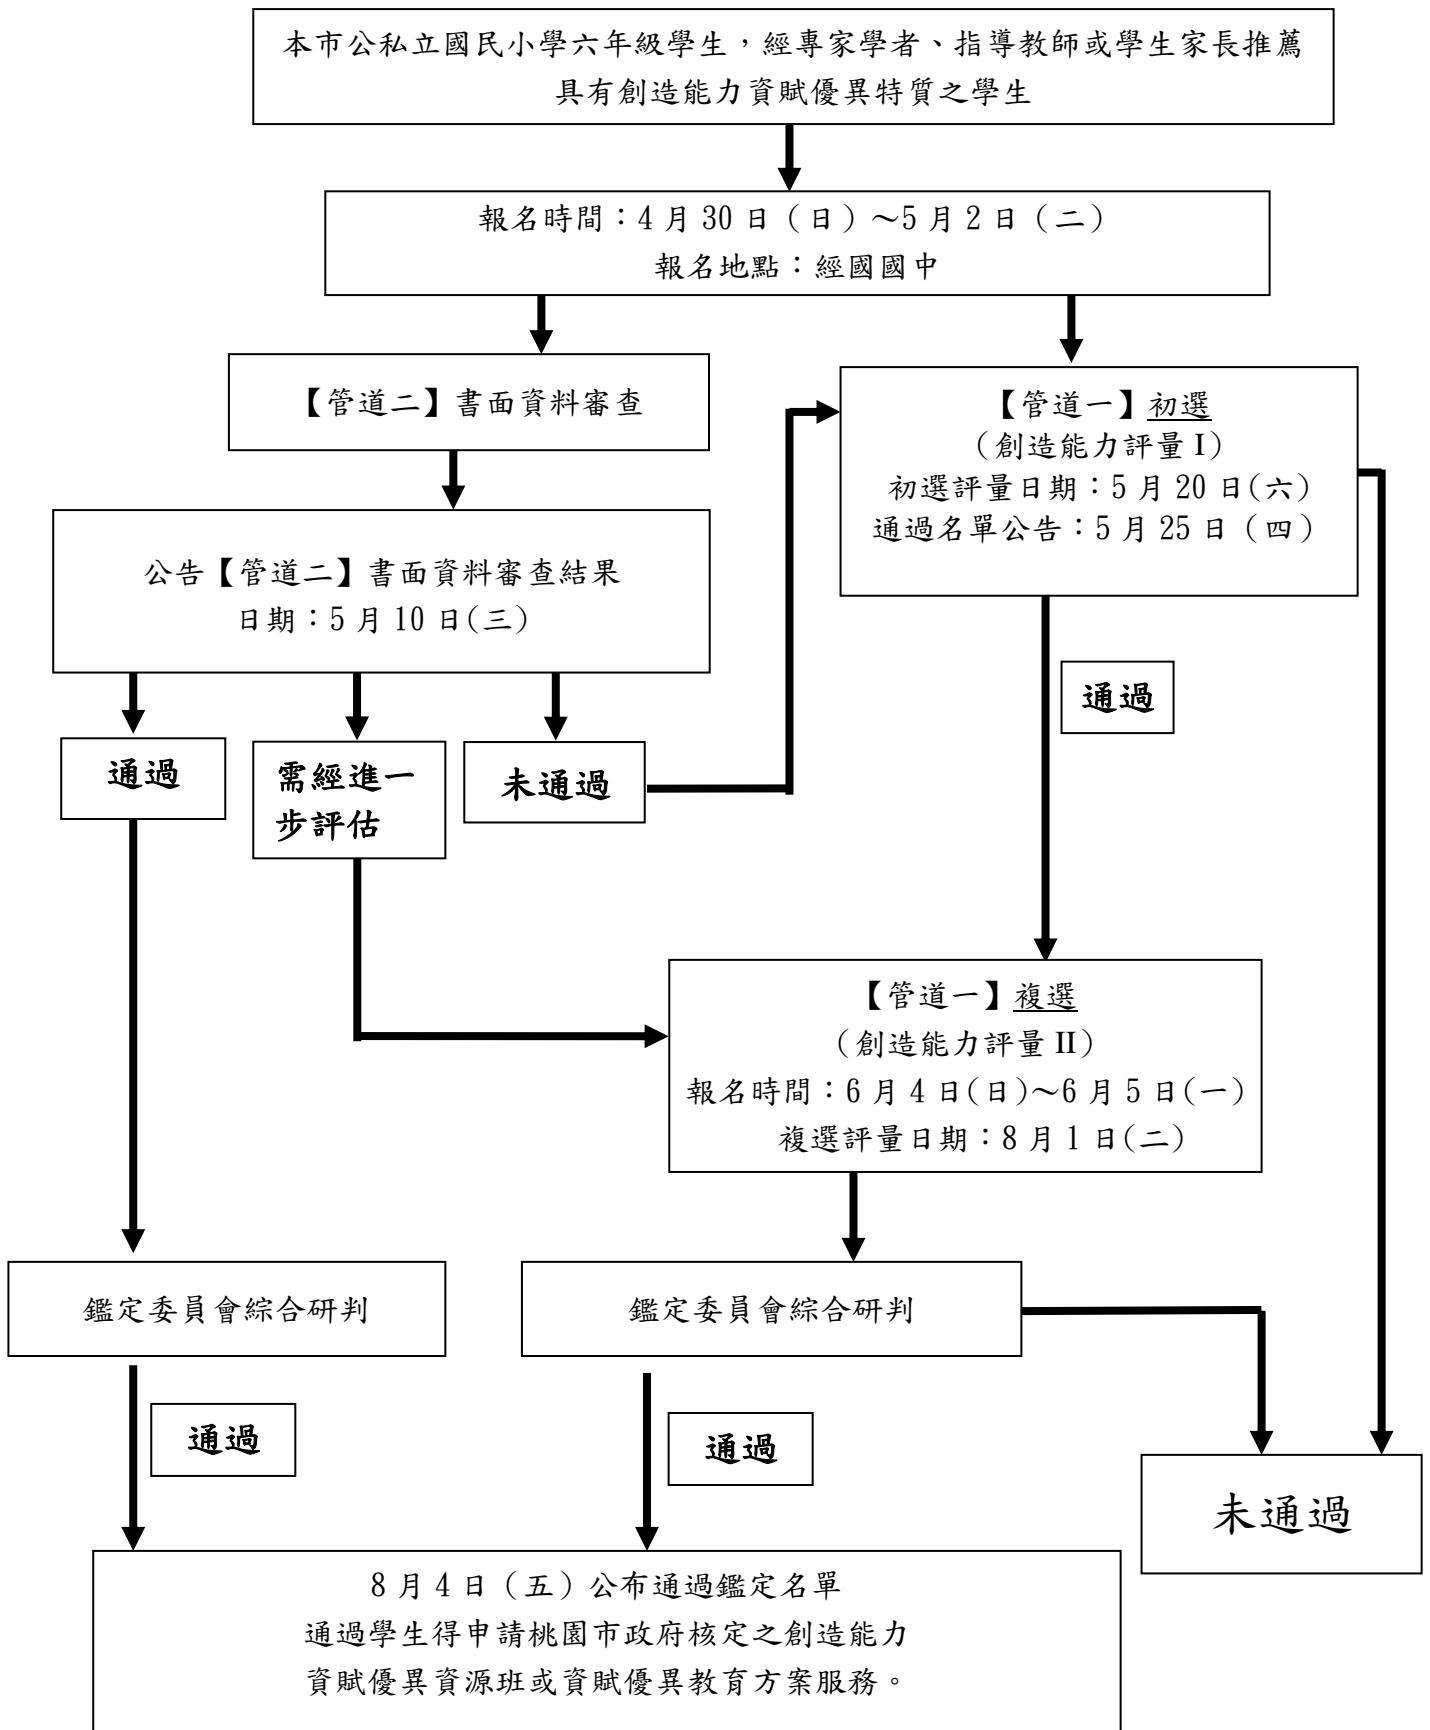 本市公私立國民小學六年級學生，經專家學者、指導教師或學生家長推薦
具有創造能力資賦優異特質之學生
報名時間：4 月 30 日（日）～5 月 2 日（二）
報名地點：經國國中
【管道二】書面資料審查
【管道一】初選
（創造能力評量 I）
初選評量日期：5 月 20 日(六)
通過名單公告：5 月 25 日（四）
公告【管道二】書面資料審查結果
日期：5 月 10 日(三)
通過
通過
需經進一
步評估
未通過
【管道一】複選
（創造能力評量 II）
報名時間：6 月 4 日(日)～6 月 5 日(一)
複選評量日期：8 月 1 日(二)
鑑定委員會綜合研判
鑑定委員會綜合研判
通過
通過
未通過
8 月 4 日（五）公布通過鑑定名單
通過學生得申請桃園市政府核定之創造能力
資賦優異資源班或資賦優異教育方案服務。